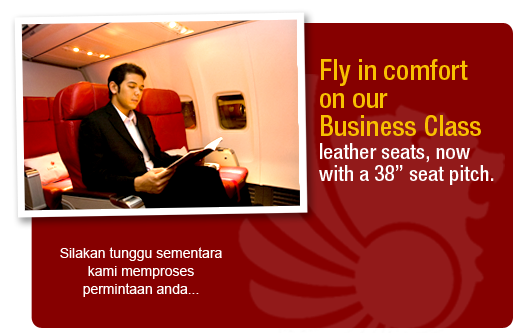 Fly in comfort
on our
Business Class
leather seats, now
with a 38” seat pitch.
Silakan tunggu sementara
kami memproses
permintaan anda...